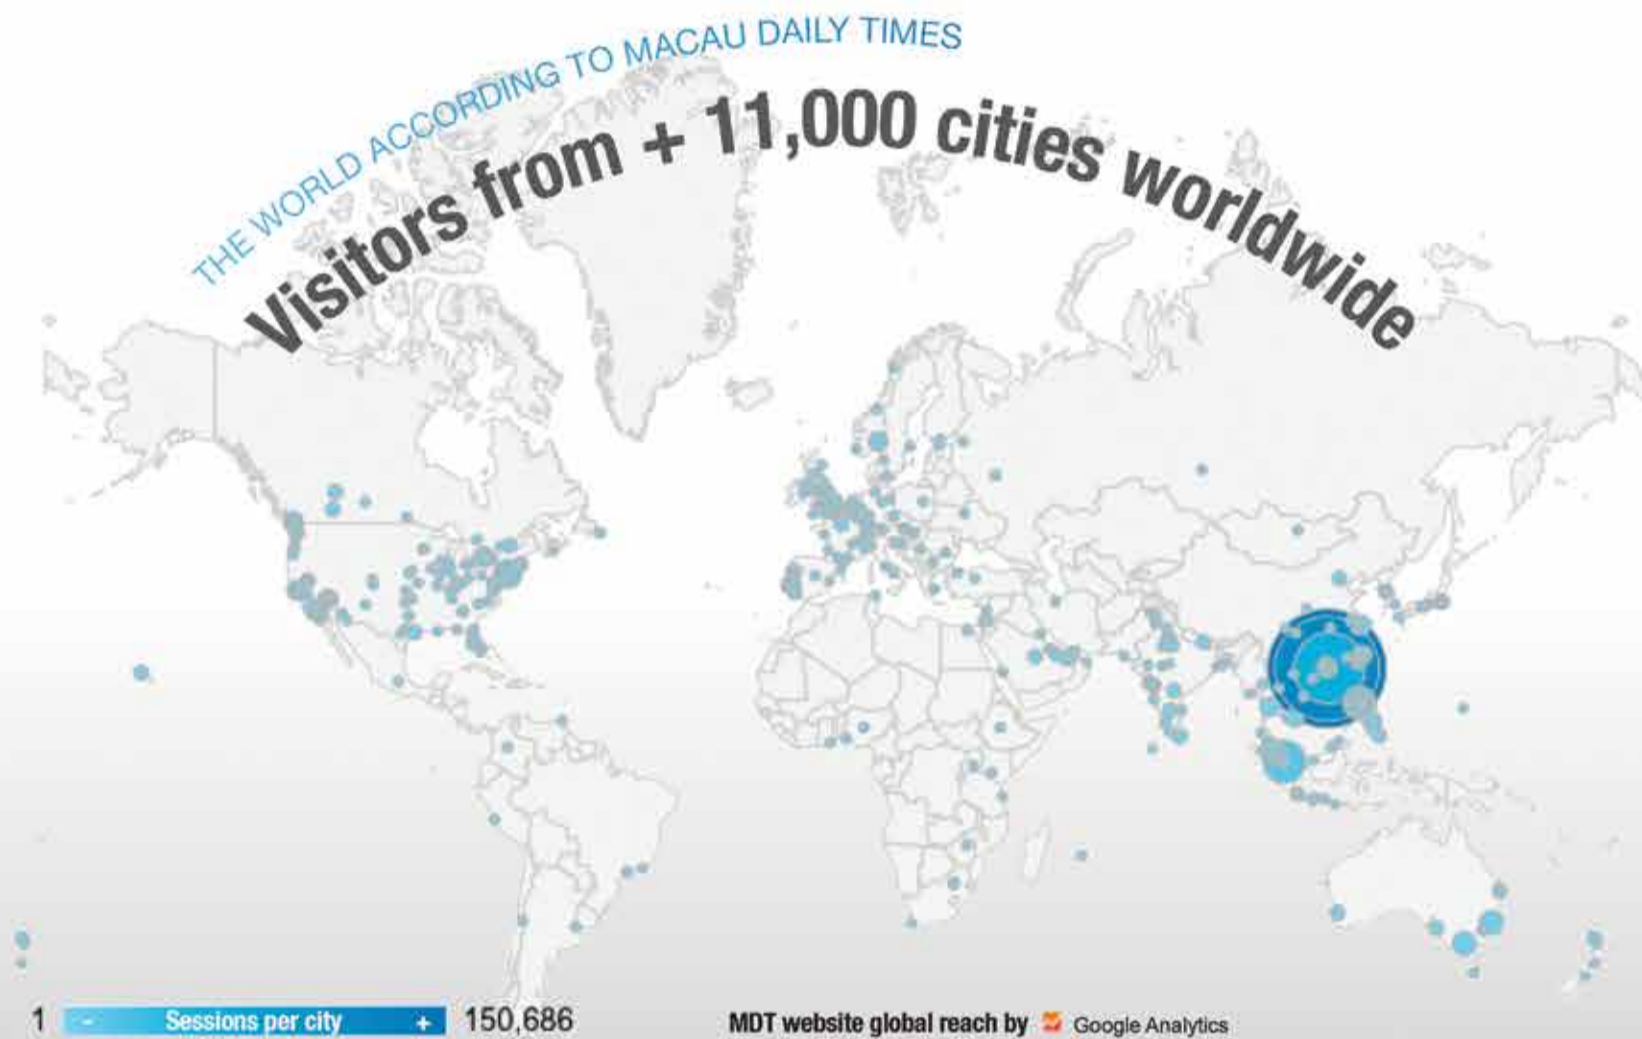 THE WORLD ACCORDING TO MACAU DAILY TIMES
Visitors from + 11,000 cities worldwide
1 - Sessions per city + 150,686
MDT website global reach by Google Analytics